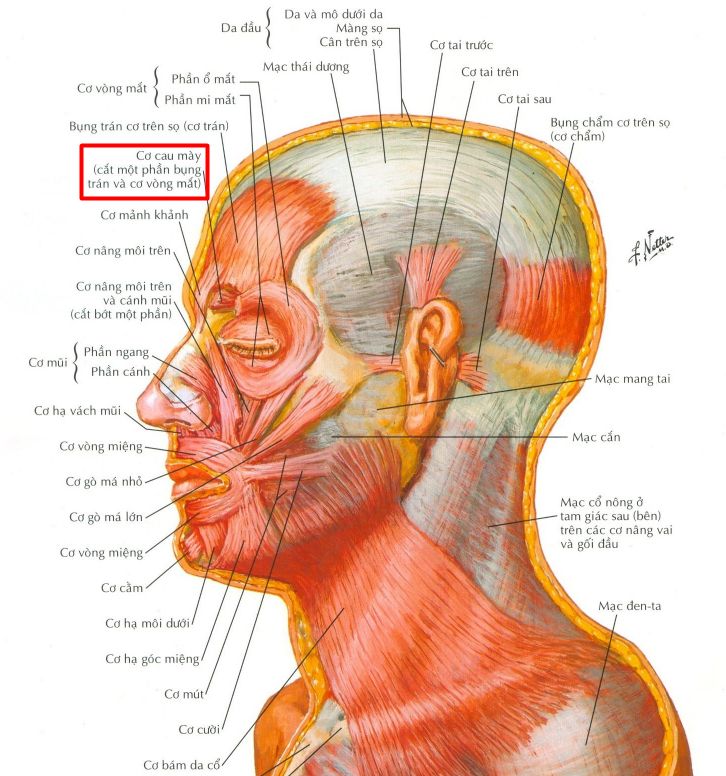 Da đầu
Da và mô dưới da
Màng sọ
Cân trên sọ
Mạc thái dương
Cơ tai trước
Cơ tai trên
Cơ tai sau
Bụng chẩm cơ trên sọ
(cơ chẩm)
Cơ vòng mắt
Phần ổ mắt
Phần mi mắt
Bụng trán cơ trên sọ (cơ trán)
Cơ cau mày
(cắt một phần bụng
trán và cơ vòng mắt)
Cơ mảnh khảnh
Cơ nâng môi trên
Cơ nâng môi trên
và cánh mũi
(cắt bớt một phần)
Cơ mũi
Phần ngang
Phần cánh
Cơ hạ vách mũi
Cơ vòng miệng
Cơ gò má nhỏ
Cơ gò má lớn
Cơ vòng miệng
Cơ cằm
Cơ hạ môi dưới
Cơ hạ góc miệng
Cơ mút
Cơ cười
Cơ bám da cổ
F. Netter
M.D.
Mạc mang tai
Mạc cắn
Mạc cổ nông ở
tam giác sau (bên)
trên các cơ nâng vai
và gối đầu
Mạc đen-ta